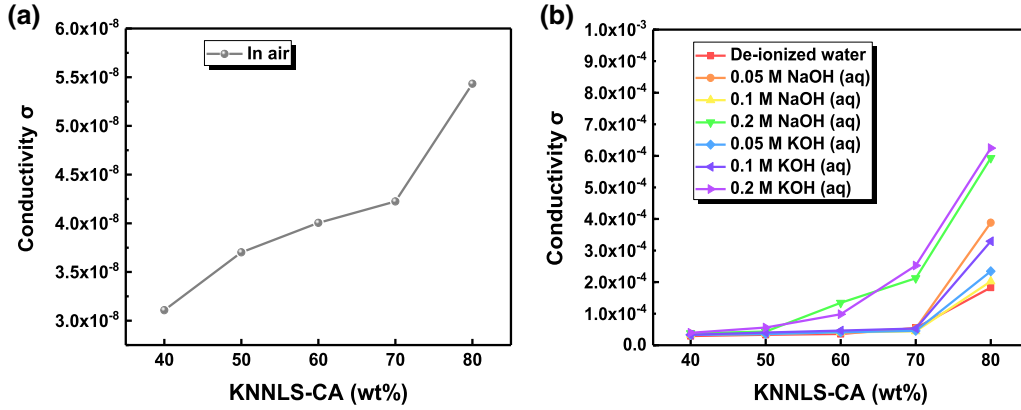 (a)
In air
Conductivity σ
6.0x10⁻⁸
5.5x10⁻⁸
5.0x10⁻⁸
4.5x10⁻⁸
4.0x10⁻⁸
3.5x10⁻⁸
3.0x10⁻⁸
40 50 60 70 80
KNNLS-CA (wt%)
(b)
De-ionized water
0.05 M NaOH (aq)
0.1 M NaOH (aq)
0.2 M NaOH (aq)
0.05 M KOH (aq)
0.1 M KOH (aq)
0.2 M KOH (aq)
Conductivity σ
1.0x10⁻³
9.0x10⁻⁴
8.0x10⁻⁴
7.0x10⁻⁴
6.0x10⁻⁴
5.0x10⁻⁴
4.0x10⁻⁴
3.0x10⁻⁴
2.0x10⁻⁴
1.0x10⁻⁴
0.0
40 50 60 70 80
KNNLS-CA (wt%)